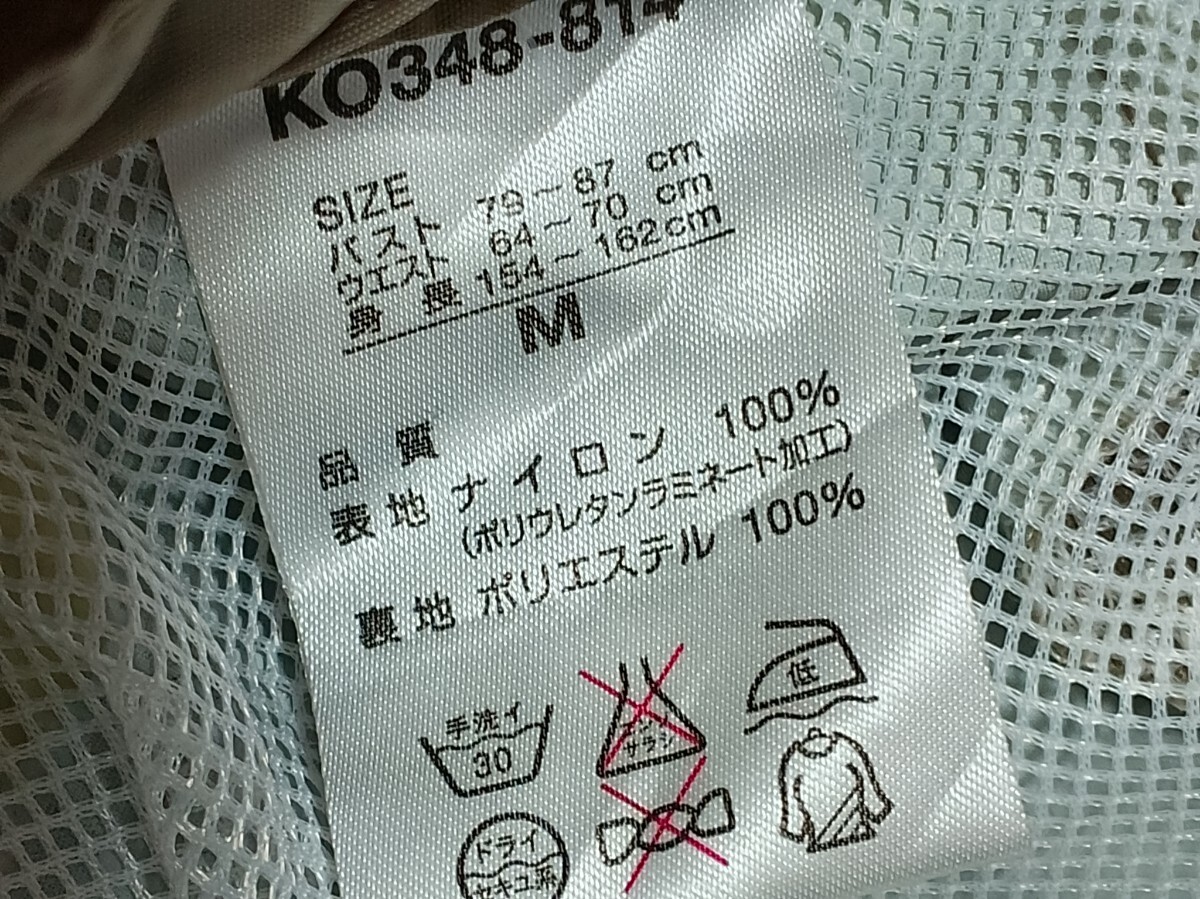 KO348-814
SIZE
バスト 79～87 cm
ウエスト 64～70 cm
身長 154～162cm
M
品質
表地 ナイロン 100%
(ポリウレタンラミネート加工)
裏地 ポリエステル 100%
手洗イ
30
サラシ
低
ドライ
セキユ系